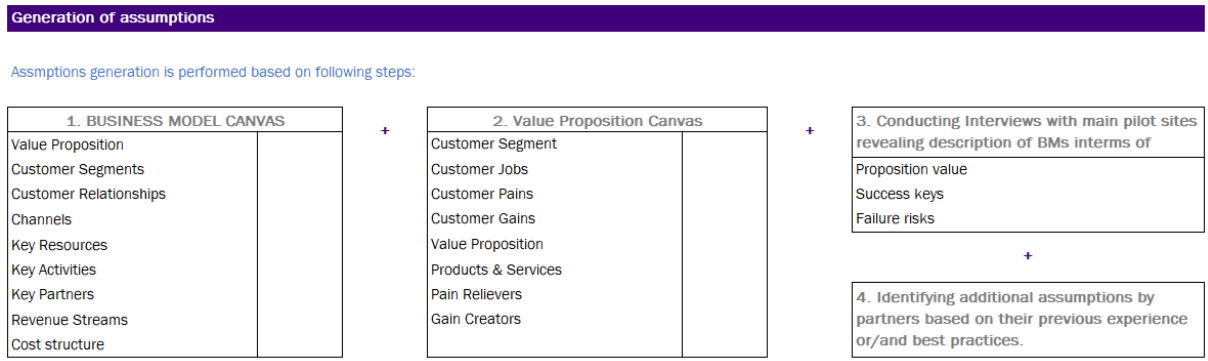 Generation of assumptions
Assmptions generation is performed based on following steps:
1. BUSINESS MODEL CANVAS
Value Proposition
Customer Segments
Customer Relationships
Channels
Key Resources
Key Activities
Key Partners
Revenue Streams
Cost structure
+
2. Value Proposition Canvas
Customer Segment
Customer Jobs
Customer Pains
Customer Gains
Value Proposition
Products & Services
Pain Relievers
Gain Creators
+
3. Conducting Interviews with main pilot sites
revealing description of BMs interms of
Proposition value
Success keys
Failure risks
+
4. Identifying additional assumptions by
partners based on their previous experience
or/and best practices.